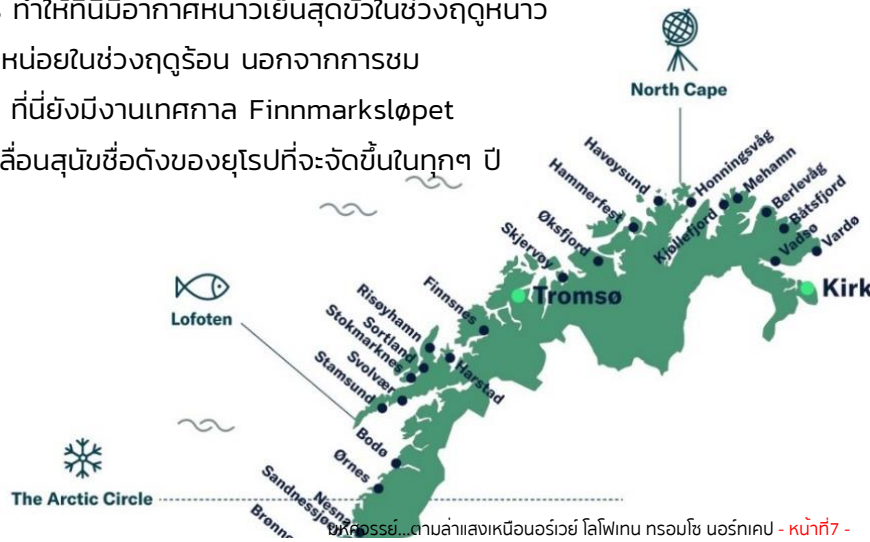 ทำให้ที่นี่มีอากาศหนาวเย็นสุดขั้วในช่วงฤดูหนาว
หน่อยในช่วงฤดูร้อน นอกจากการชม
ที่นี่ยังมีงานเทศกาล Finnmarksløpet
ลื่อนสุนัขชื่อดังของยุโรปที่จะจัดขึ้นในทุกๆ ปี
North Cape
Havøysund
Honningsvåg
Mehamn
Hammerfest
Kjøllefjord
Berlevåg
Båtsfjord
Øksfjord
Vadsø
Vardø
Skjervøy
Kirk
Tromsø
Finnsnes
Lofoten
Risøyhamn
Sortland
Stokmarknes
Harstad
Svolvær
Stamsund
Bodø
Ørnes
The Arctic Circle
Nesna
Sandnessjøe
Brønnø
มหัศจรรย์...ตามล่าแสงเหนือนอร์เวย์ โลโฟเทน ทรอมโซ นอร์ทเคป - หน้าที่7 -